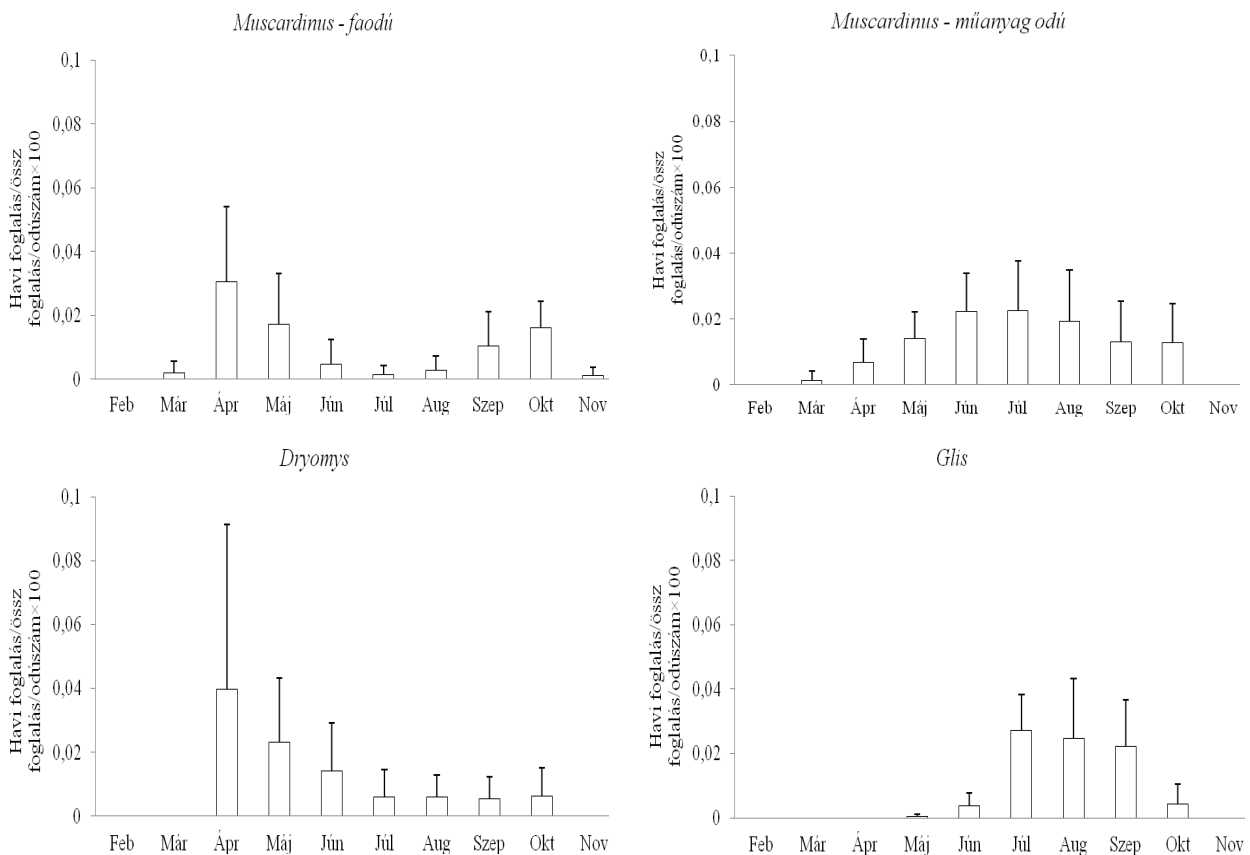 Muscardinus - faodú
Havi foglalás/össz
foglalás/odúszám×100
0,1
0,08
0,06
0,04
0,02
0
Feb Már Ápr Máj Jún Júl Aug Szep Okt Nov
Muscardinus - műanyag odú
Havi foglalás/össz
foglalás/odúszám×100
0,1
0,08
0,06
0,04
0,02
0
Feb Már Ápr Máj Jún Júl Aug Szep Okt Nov
Dryomys
Havi foglalás/össz
foglalás/odúszám×100
0,1
0,08
0,06
0,04
0,02
0
Feb Már Ápr Máj Jún Júl Aug Szep Okt Nov
Glis
Havi foglalás/össz
foglalás/odúszám×100
0,1
0,08
0,06
0,04
0,02
0
Feb Már Ápr Máj Jún Júl Aug Szep Okt Nov